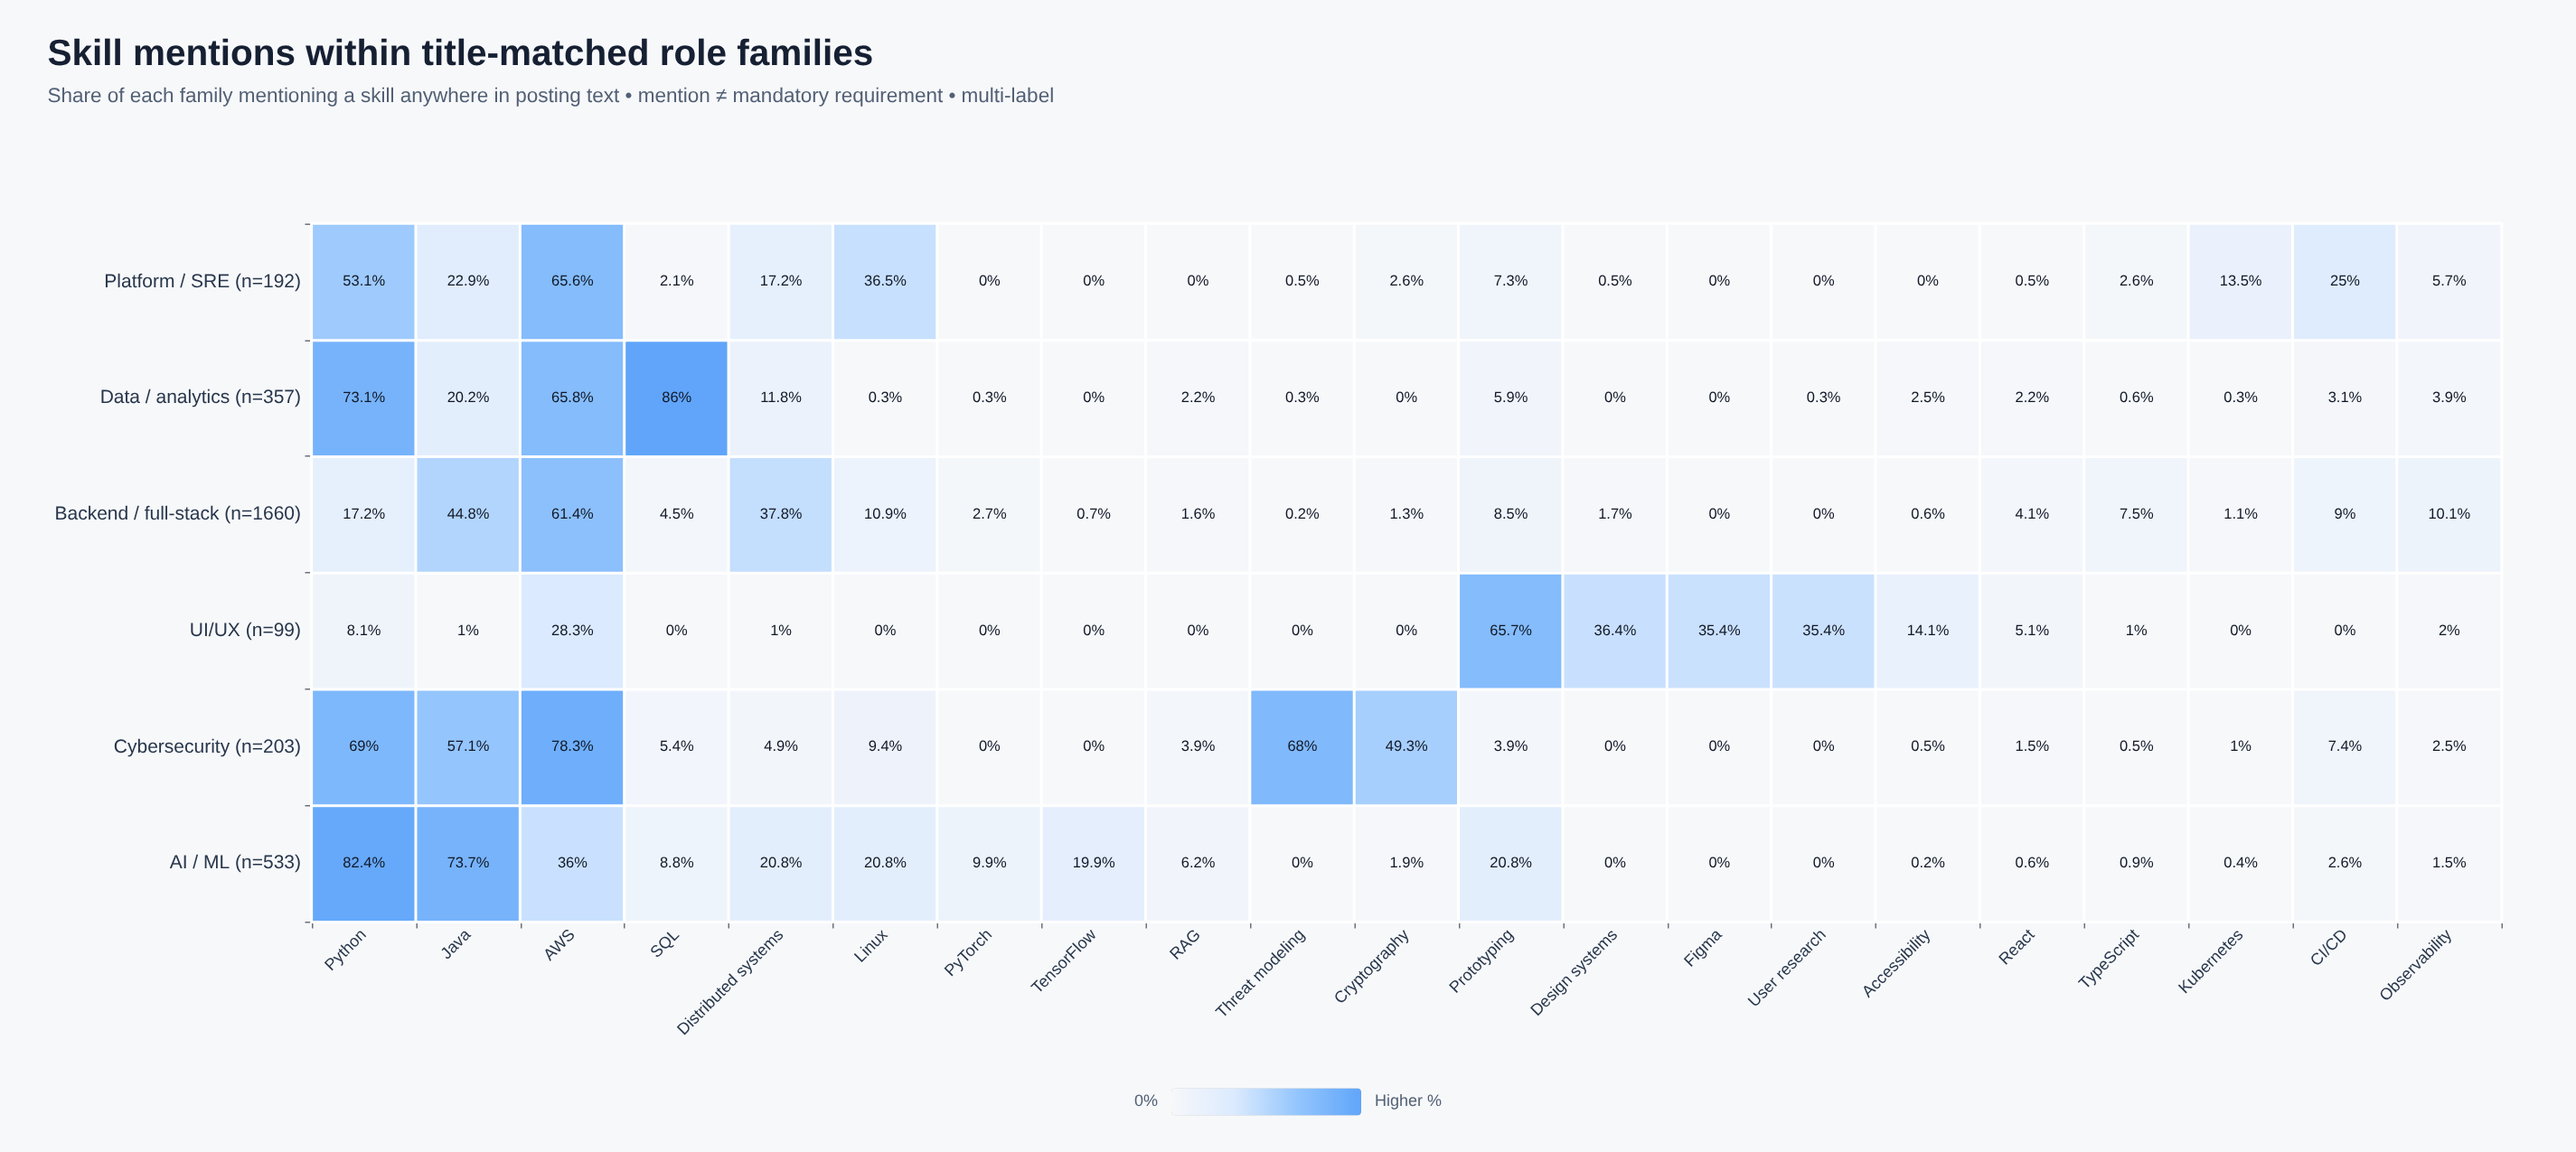 Skill mentions within title-matched role families
Share of each family mentioning a skill anywhere in posting text • mention ≠ mandatory requirement • multi-label
Platform / SRE (n=192) 53.1% 22.9% 65.6% 2.1% 17.2% 36.5% 0% 0% 0% 0.5% 2.6% 7.3% 0.5% 0% 0% 0% 0.5% 2.6% 13.5% 25% 5.7%
Data / analytics (n=357) 73.1% 20.2% 65.8% 86% 11.8% 0.3% 0.3% 0% 2.2% 0.3% 0% 5.9% 0% 0% 0.3% 2.5% 2.2% 0.6% 0.3% 3.1% 3.9%
Backend / full-stack (n=1660) 17.2% 44.8% 61.4% 4.5% 37.8% 10.9% 2.7% 0.7% 1.6% 0.2% 1.3% 8.5% 1.7% 0% 0% 0.6% 4.1% 7.5% 1.1% 9% 10.1%
UI/UX (n=99) 8.1% 1% 28.3% 0% 1% 0% 0% 0% 0% 0% 0% 65.7% 36.4% 35.4% 35.4% 14.1% 5.1% 1% 0% 0% 2%
Cybersecurity (n=203) 69% 57.1% 78.3% 5.4% 4.9% 9.4% 0% 0% 3.9% 68% 49.3% 3.9% 0% 0% 0% 0.5% 1.5% 0.5% 1% 7.4% 2.5%
AI / ML (n=533) 82.4% 73.7% 36% 8.8% 20.8% 20.8% 9.9% 19.9% 6.2% 0% 1.9% 20.8% 0% 0% 0% 0.2% 0.6% 0.9% 0.4% 2.6% 1.5%
Python Java AWS SQL Distributed systems Linux PyTorch TensorFlow RAG Threat modeling Cryptography Prototyping Design systems Figma User research Accessibility React TypeScript Kubernetes CI/CD Observability
0% Higher %